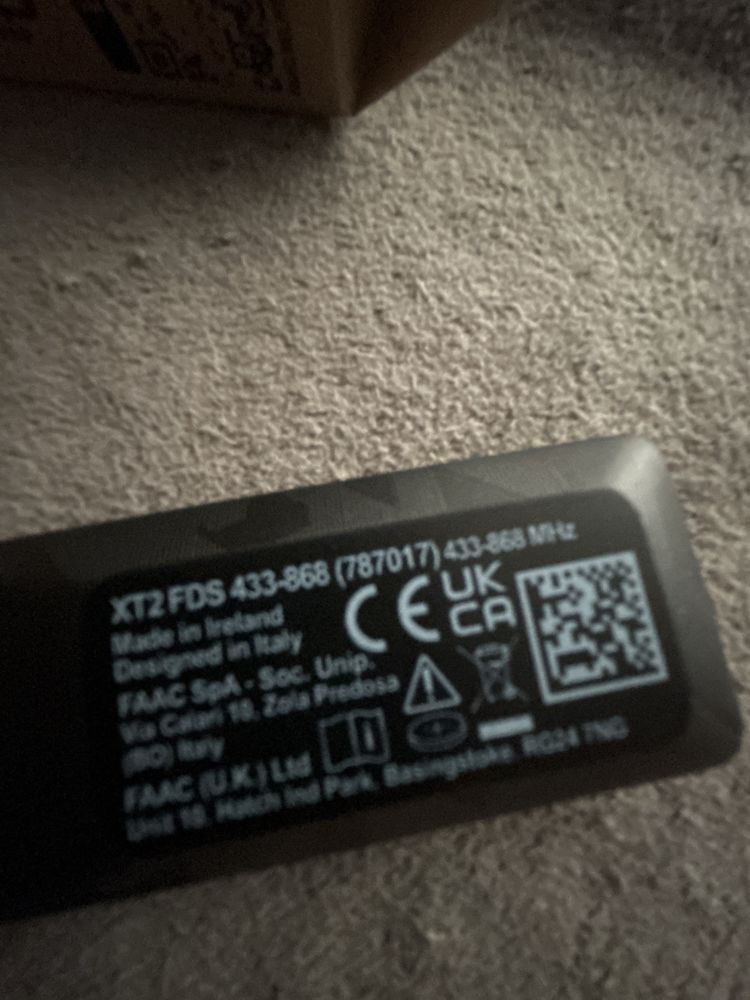 XT2 FDS 433-868 (787017) 433-868 MHz
Made in Ireland
Designed in Italy
CE UK CA
FAAC SpA - Soc. Unip.
Via Calari 10, Zola Predosa
(BO) Italy
FAAC (U.K.) Ltd
Unit 10, Hatch Ind Park, Basingstoke, RG24 7NG